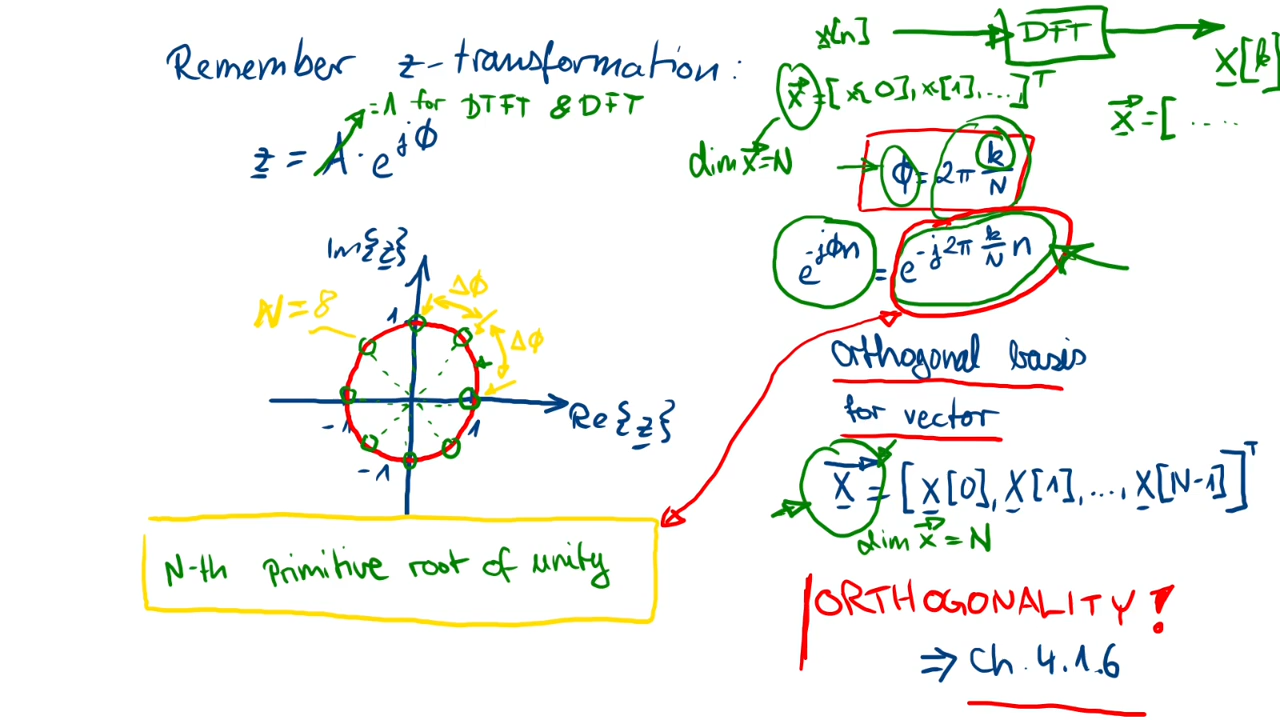 Remember z-transformation:
=1 for DTFT & DFT
z = A · e^{jϕ}
Im{z}
N=8
Δϕ
Δϕ
1
-1
1
Re{z}
-1
N-th primitive root of unity
x[n] → DFT → X[k]
x⃗=[x[0], x[1],...]^T
X⃗=[ ....
dim x⃗=N
ϕ=2π k/N
e^{-jϕn} = e^{-j2π k/N n}
Orthogonal basis
for vector
X⃗ = [X[0], X[1],..., X[N-1]]^T
dim x⃗ = N
ORTHOGONALITY!
⇒ Ch. 4.1.6